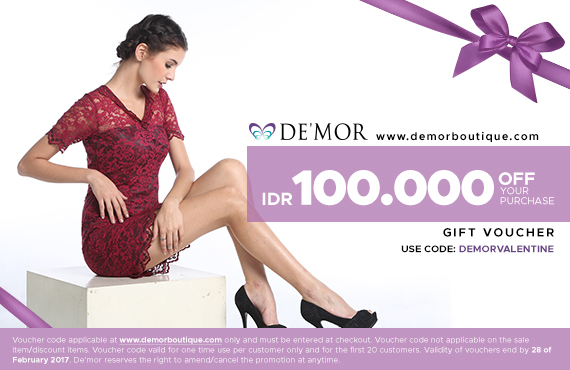 DE'MOR www.demorboutique.com
IDR 100.000 OFF YOUR PURCHASE
GIFT VOUCHER
USE CODE: DEMORVALENTINE
Voucher code applicable at www.demorboutique.com only and must be entered at checkout. Voucher code not applicable on the sale
item/discount items. Voucher code valid for one time use per customer only and for the first 20 customers. Validity of vouchers end by 28 of
February 2017. De'mor reserves the right to amend/cancel the promotion at anytime.